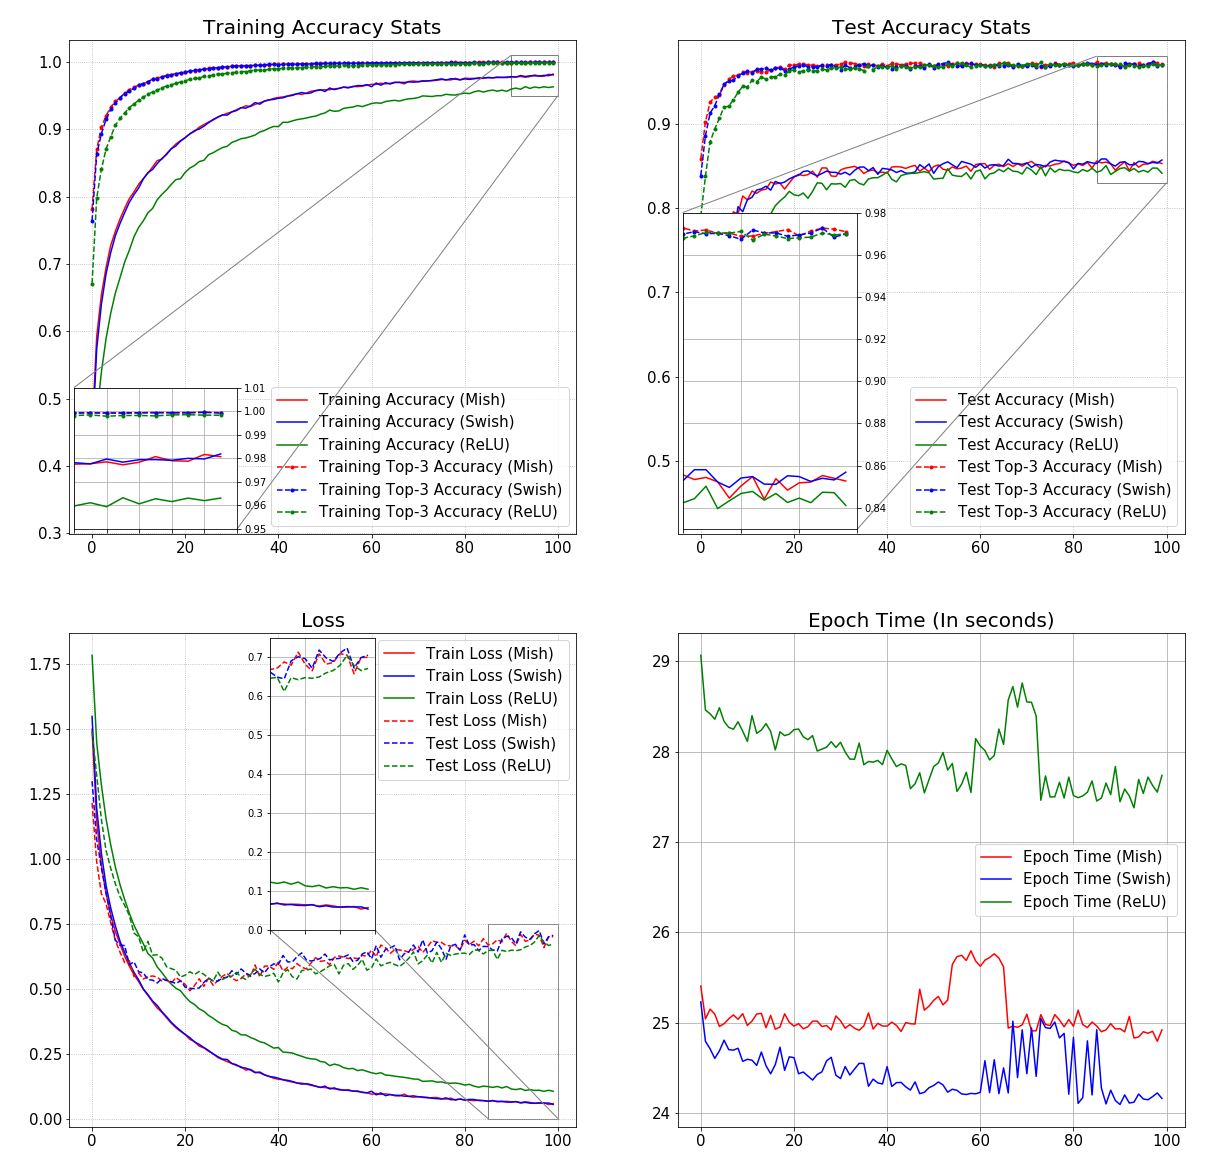 Training Accuracy Stats
1.0
0.9
0.8
0.7
0.6
0.5
0.4
0.3
1.01
1.00
0.99
0.98
0.97
0.96
0.95
Training Accuracy (Mish)
Training Accuracy (Swish)
Training Accuracy (ReLU)
Training Top-3 Accuracy (Mish)
Training Top-3 Accuracy (Swish)
Training Top-3 Accuracy (ReLU)
0 20 40 60 80 100
Test Accuracy Stats
0.9
0.8
0.7
0.6
0.5
0.98
0.96
0.94
0.92
0.90
0.88
0.86
0.84
Test Accuracy (Mish)
Test Accuracy (Swish)
Test Accuracy (ReLU)
Test Top-3 Accuracy (Mish)
Test Top-3 Accuracy (Swish)
Test Top-3 Accuracy (ReLU)
0 20 40 60 80 100
Loss
1.75
1.50
1.25
1.00
0.75
0.50
0.25
0.00
0.7
0.6
0.5
0.4
0.3
0.2
0.1
0.0
Train Loss (Mish)
Train Loss (Swish)
Train Loss (ReLU)
Test Loss (Mish)
Test Loss (Swish)
Test Loss (ReLU)
0 20 40 60 80 100
Epoch Time (In seconds)
29
28
27
26
25
24
Epoch Time (Mish)
Epoch Time (Swish)
Epoch Time (ReLU)
0 20 40 60 80 100